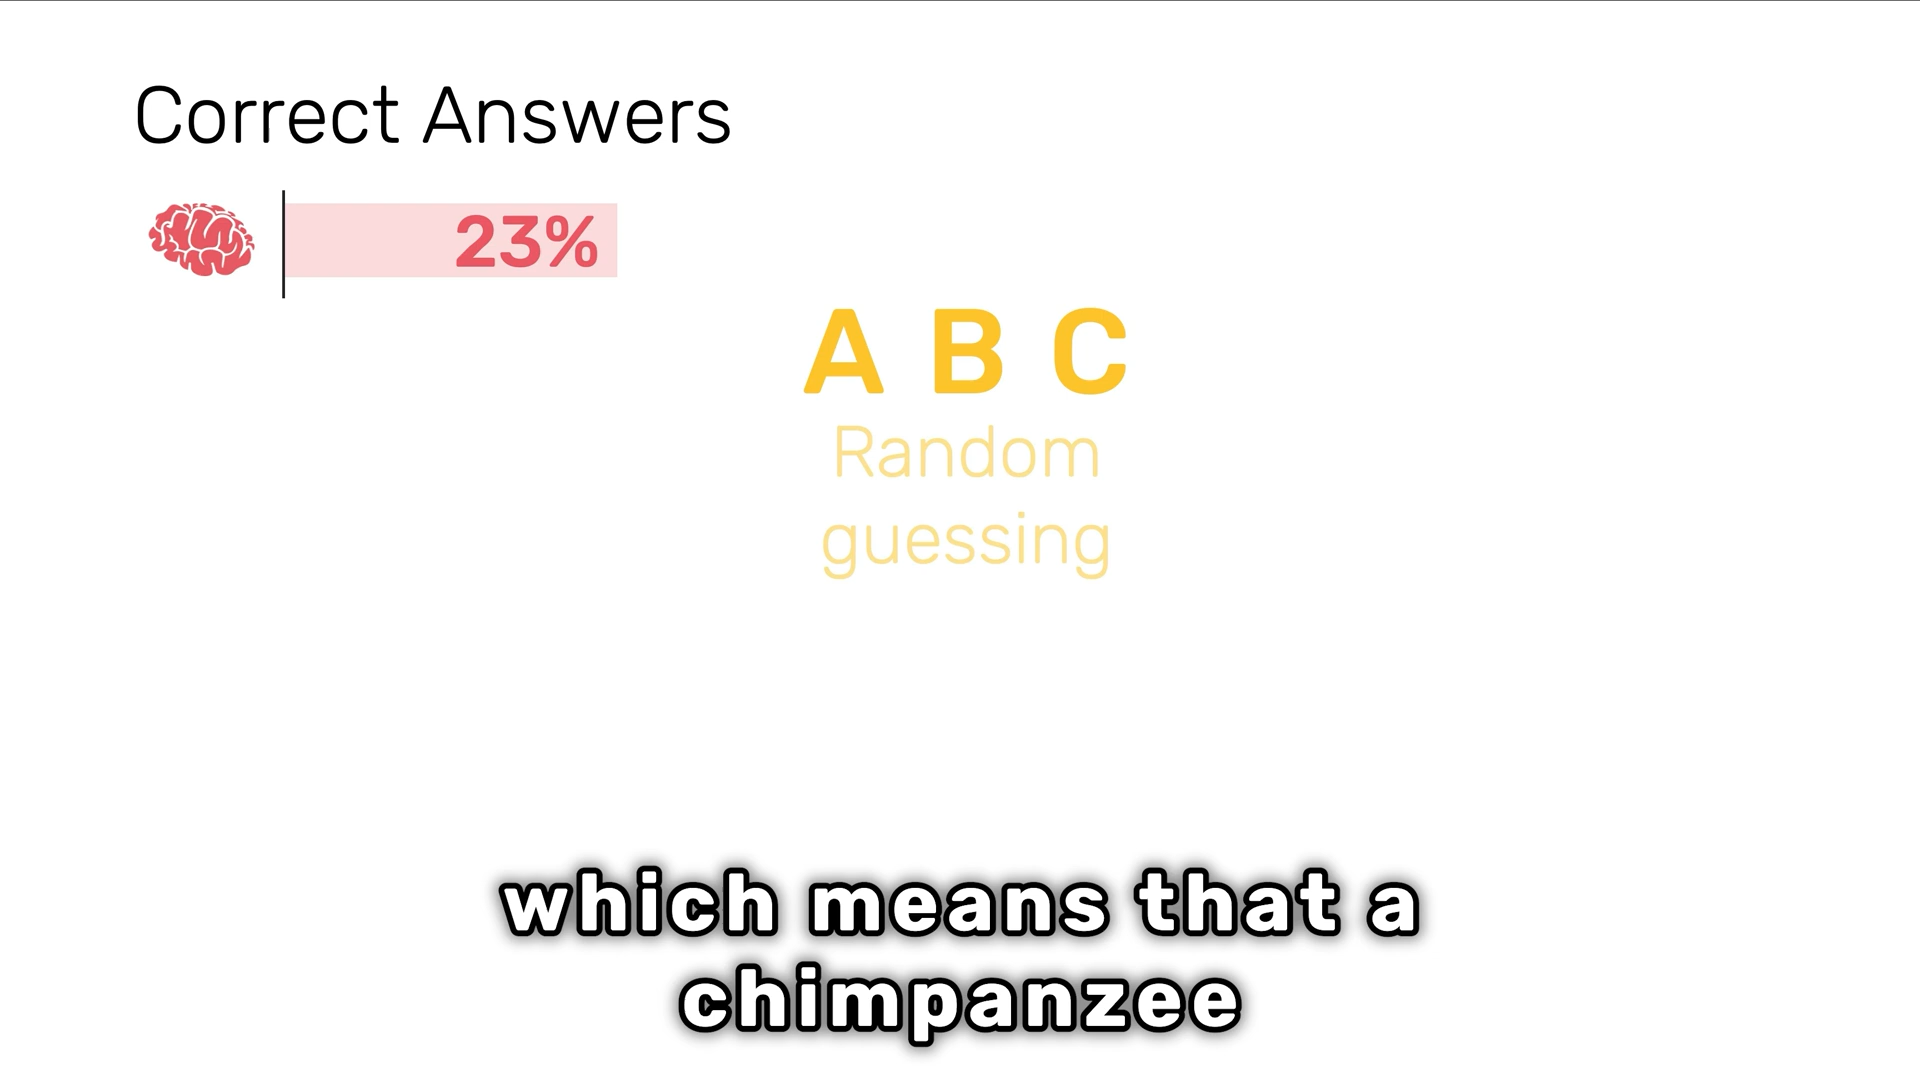 Correct Answers
23%
A B C
Random
guessing
which means that a
chimpanzee